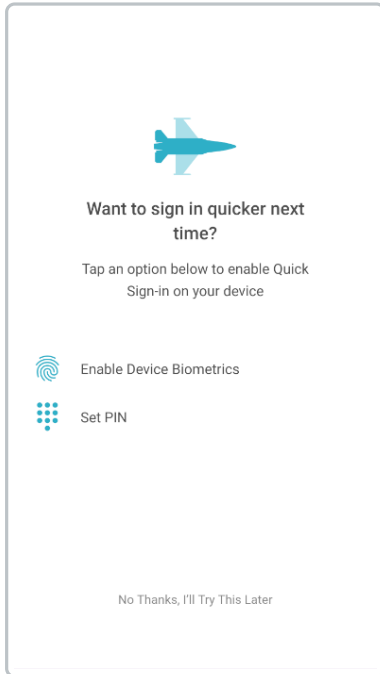 Want to sign in quicker next
time?
Tap an option below to enable Quick
Sign-in on your device
Enable Device Biometrics
Set PIN
No Thanks, I'll Try This Later